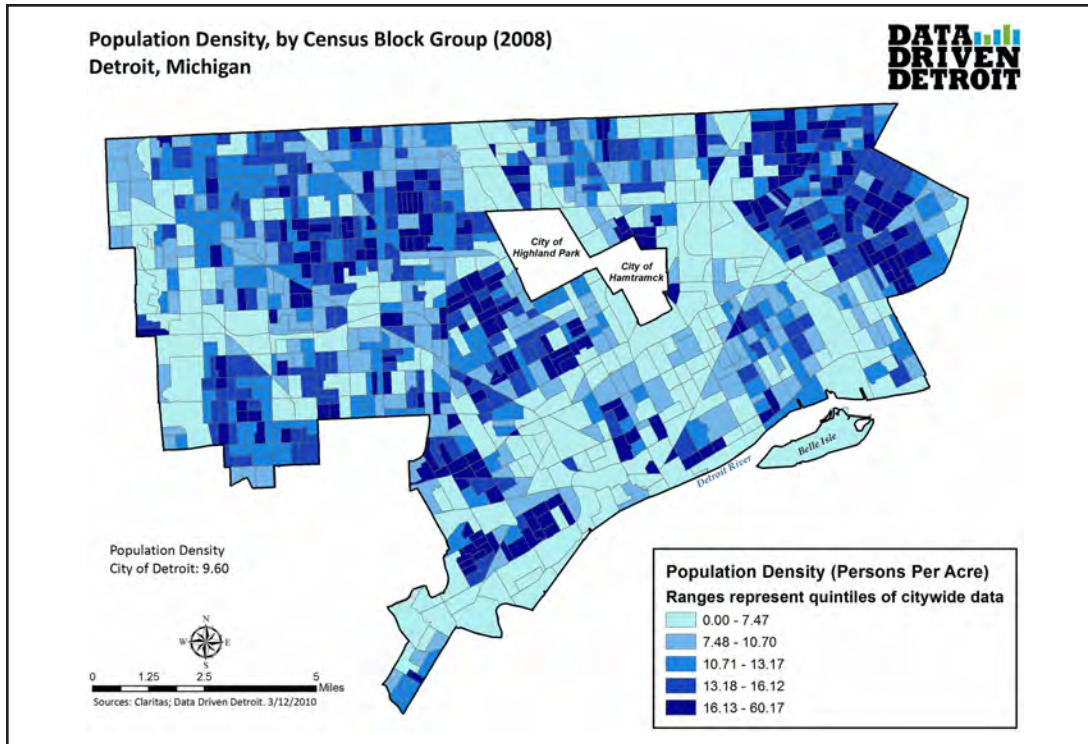 Population Density, by Census Block Group (2008)
Detroit, Michigan
DATA
DRIVEN
DETROIT
City of
Highland Park
City of
Hamtramck
Belle Isle
Detroit River
Population Density
City of Detroit: 9.60
N
W E
S
0 1.25 2.5 5
Miles
Sources: Claritas; Data Driven Detroit. 3/12/2010
Population Density (Persons Per Acre)
Ranges represent quintiles of citywide data
0.00 - 7.47
7.48 - 10.70
10.71 - 13.17
13.18 - 16.12
16.13 - 60.17